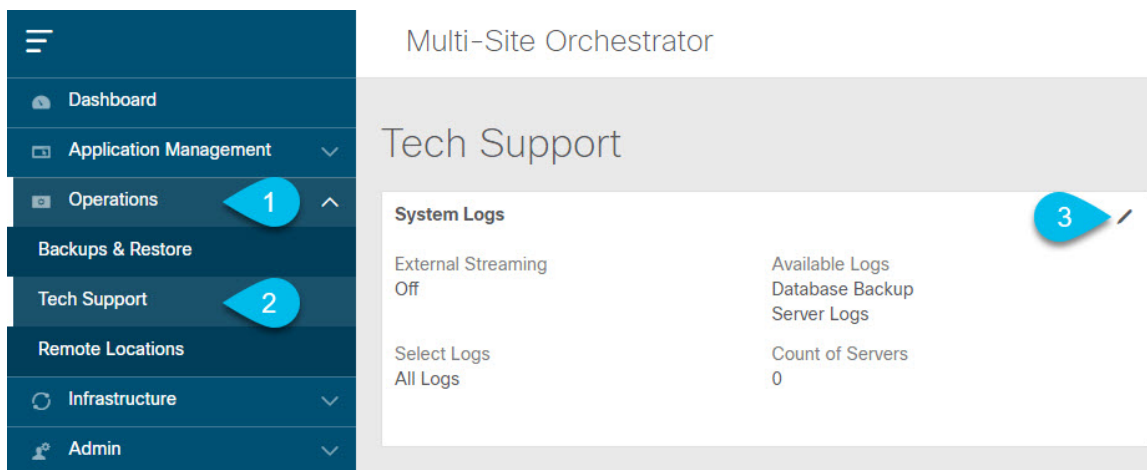 Multi-Site Orchestrator
Dashboard
Application Management
Operations
1
Backups & Restore
Tech Support
2
Remote Locations
Infrastructure
Admin
Tech Support
System Logs
3
External Streaming
Off
Available Logs
Database Backup
Server Logs
Select Logs
All Logs
Count of Servers
0